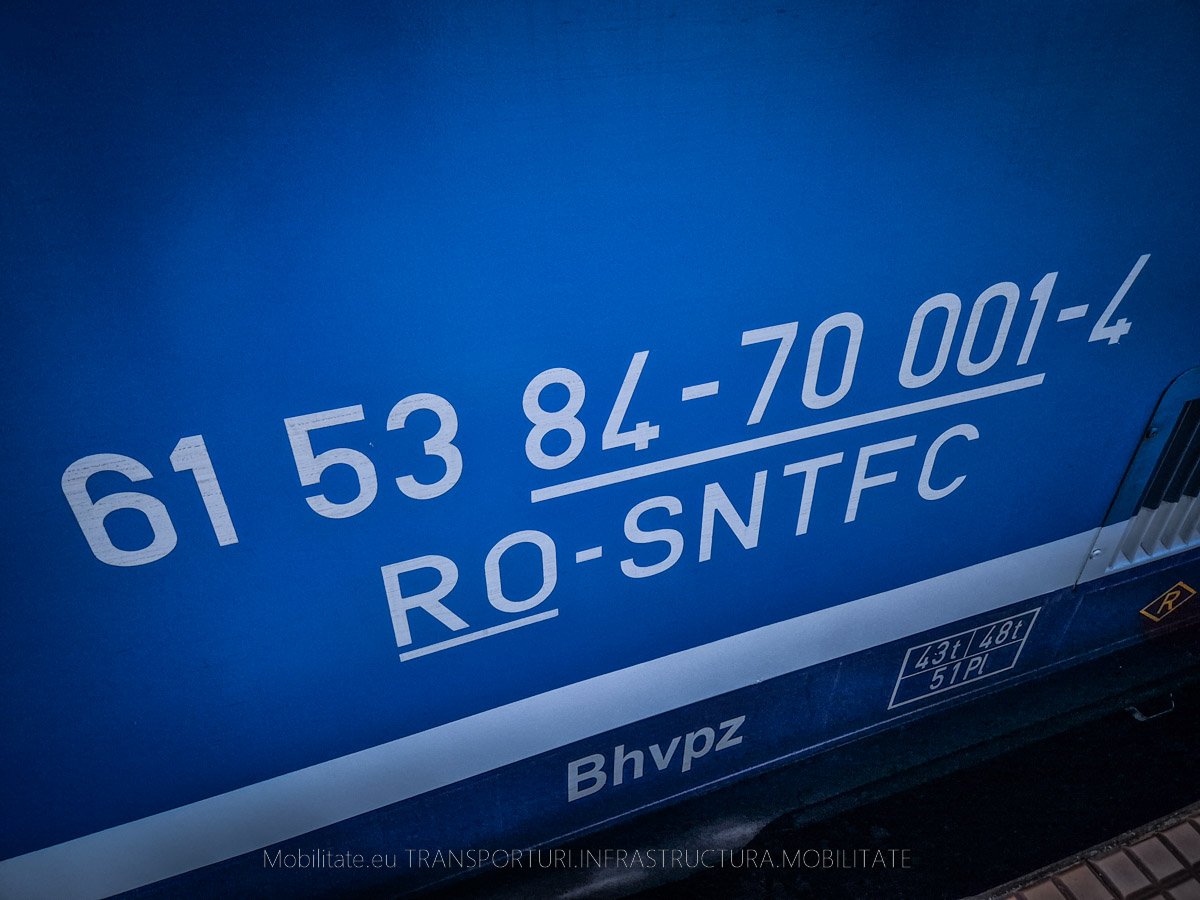 61 53 84-70 001-4
RO-SNTFC
43t 48t
51Pl
R
Bhvpz
Mobilitate.eu TRANSPORTURI.INFRASTRUCTURA.MOBILITATE